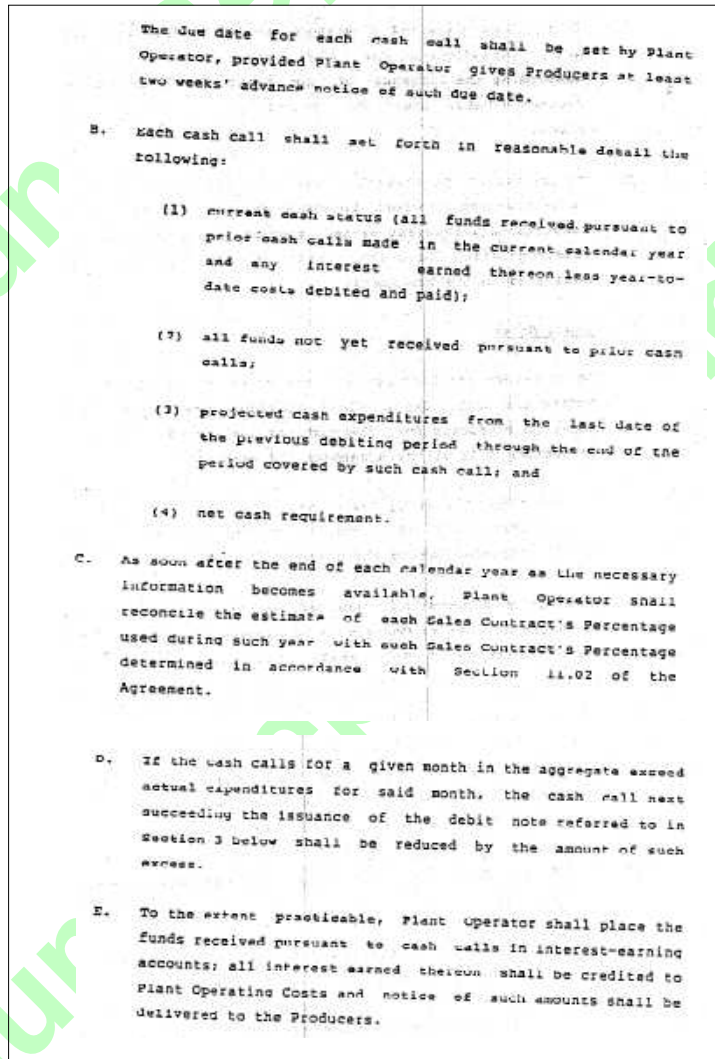 The due date for each cash call shall be set by Plant
Operator, provided Plant Operator gives Producers at least
two weeks' advance notice of such due date.
B. Each cash call shall set forth in reasonable detail the
following:
(1) current cash status (all funds received pursuant to
prior cash calls made in the current calendar year
and any interest earned thereon less year-to-
date costs debited and paid);
(2) all funds not yet received pursuant to prior cash
calls;
(3) projected cash expenditures from the last date of
the previous debiting period through the end of the
period covered by such cash call; and
(4) net cash requirement.
C. As soon after the end of each calendar year as the necessary
information becomes available, Plant Operator shall
reconcile the estimate of each Sales Contract's Percentage
used during such year with such Sales Contract's Percentage
determined in accordance with Section 11.02 of the
Agreement.
D. If the cash calls for a given month in the aggregate exceed
actual expenditures for said month, the cash call next
succeeding the issuance of the debit note referred to in
Section 3 below shall be reduced by the amount of such
excess.
E. To the extent practicable, Plant Operator shall place the
funds received pursuant to cash calls in interest-earning
accounts; all interest earned thereon shall be credited to
Plant Operating Costs and notice of such amounts shall be
delivered to the Producers.